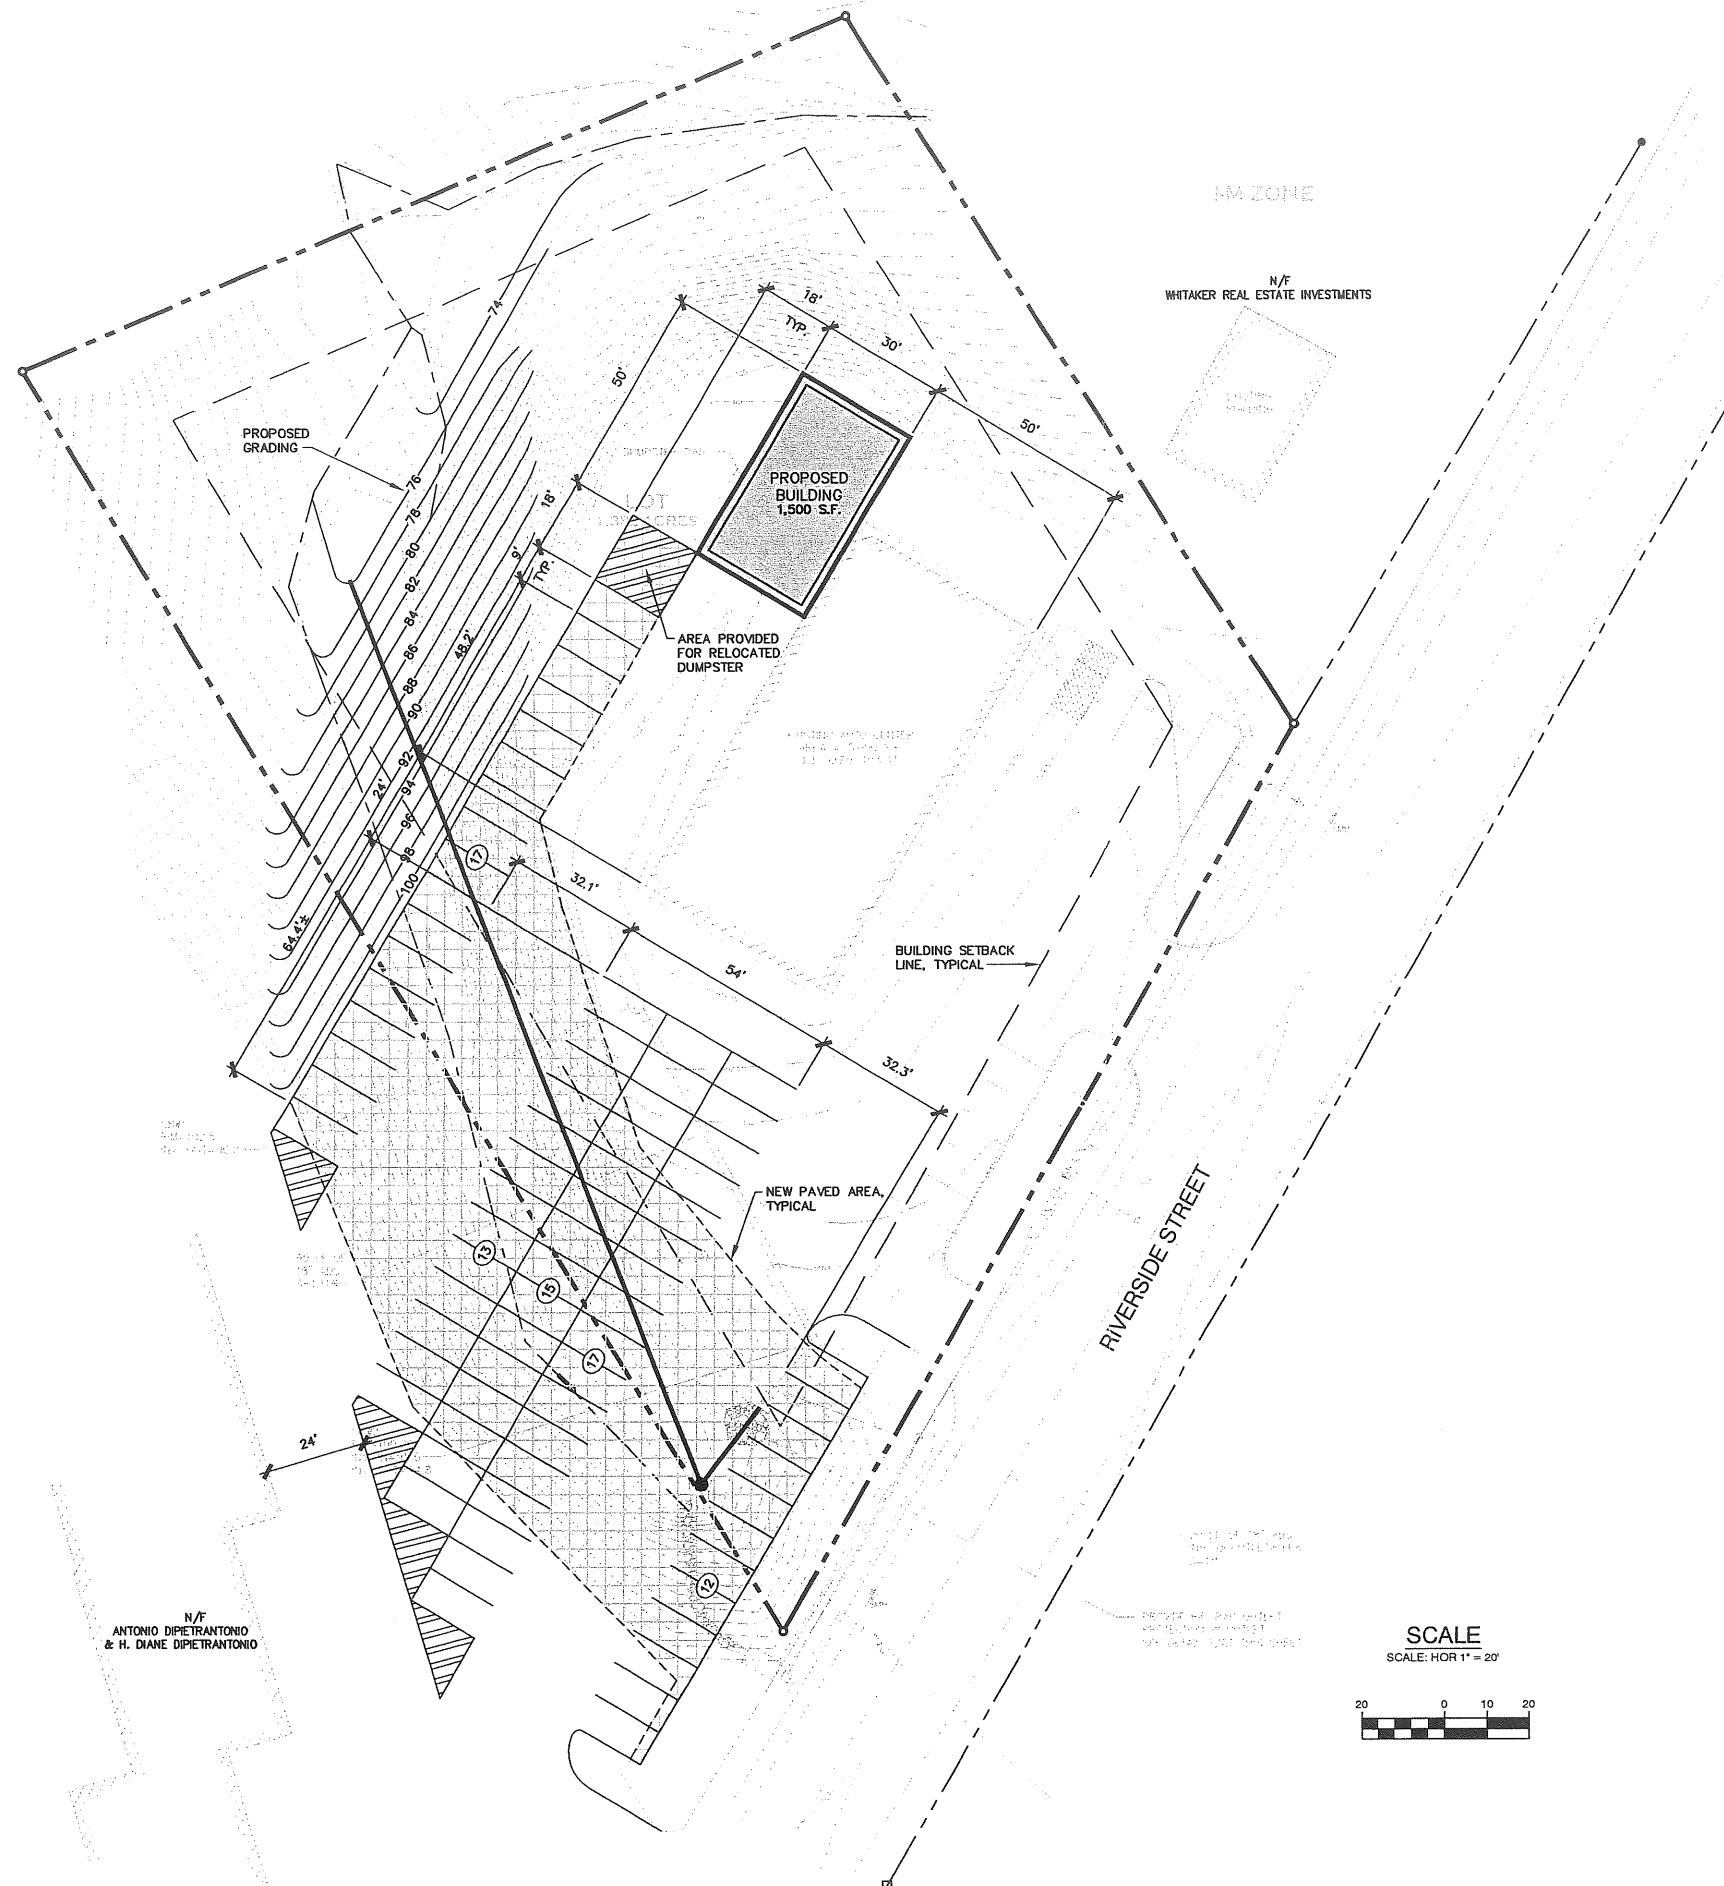 I-M ZONE
N/F
WHITAKER REAL ESTATE INVESTMENTS
18'
TYP.
30'
50'
50'
74
PROPOSED
GRADING
76
78
80
82
84
86
88
90
92
94
96
98
100
18'
9'
TYP.
48.2'
24'
64.4'±
LOT
ACRES
PROPOSED
BUILDING
1,500 S.F.
AREA PROVIDED
FOR RELOCATED
DUMPSTER
17
32.1'
54'
32.3'
BUILDING SETBACK
LINE, TYPICAL
NEW PAVED AREA,
TYPICAL
13
15
17
12
24'
RIVERSIDE STREET
N/F
ANTONIO DIPIETRANTONIO
& H. DIANE DIPIETRANTONIO
SCALE
SCALE: HOR 1" = 20'
20 0 10 20